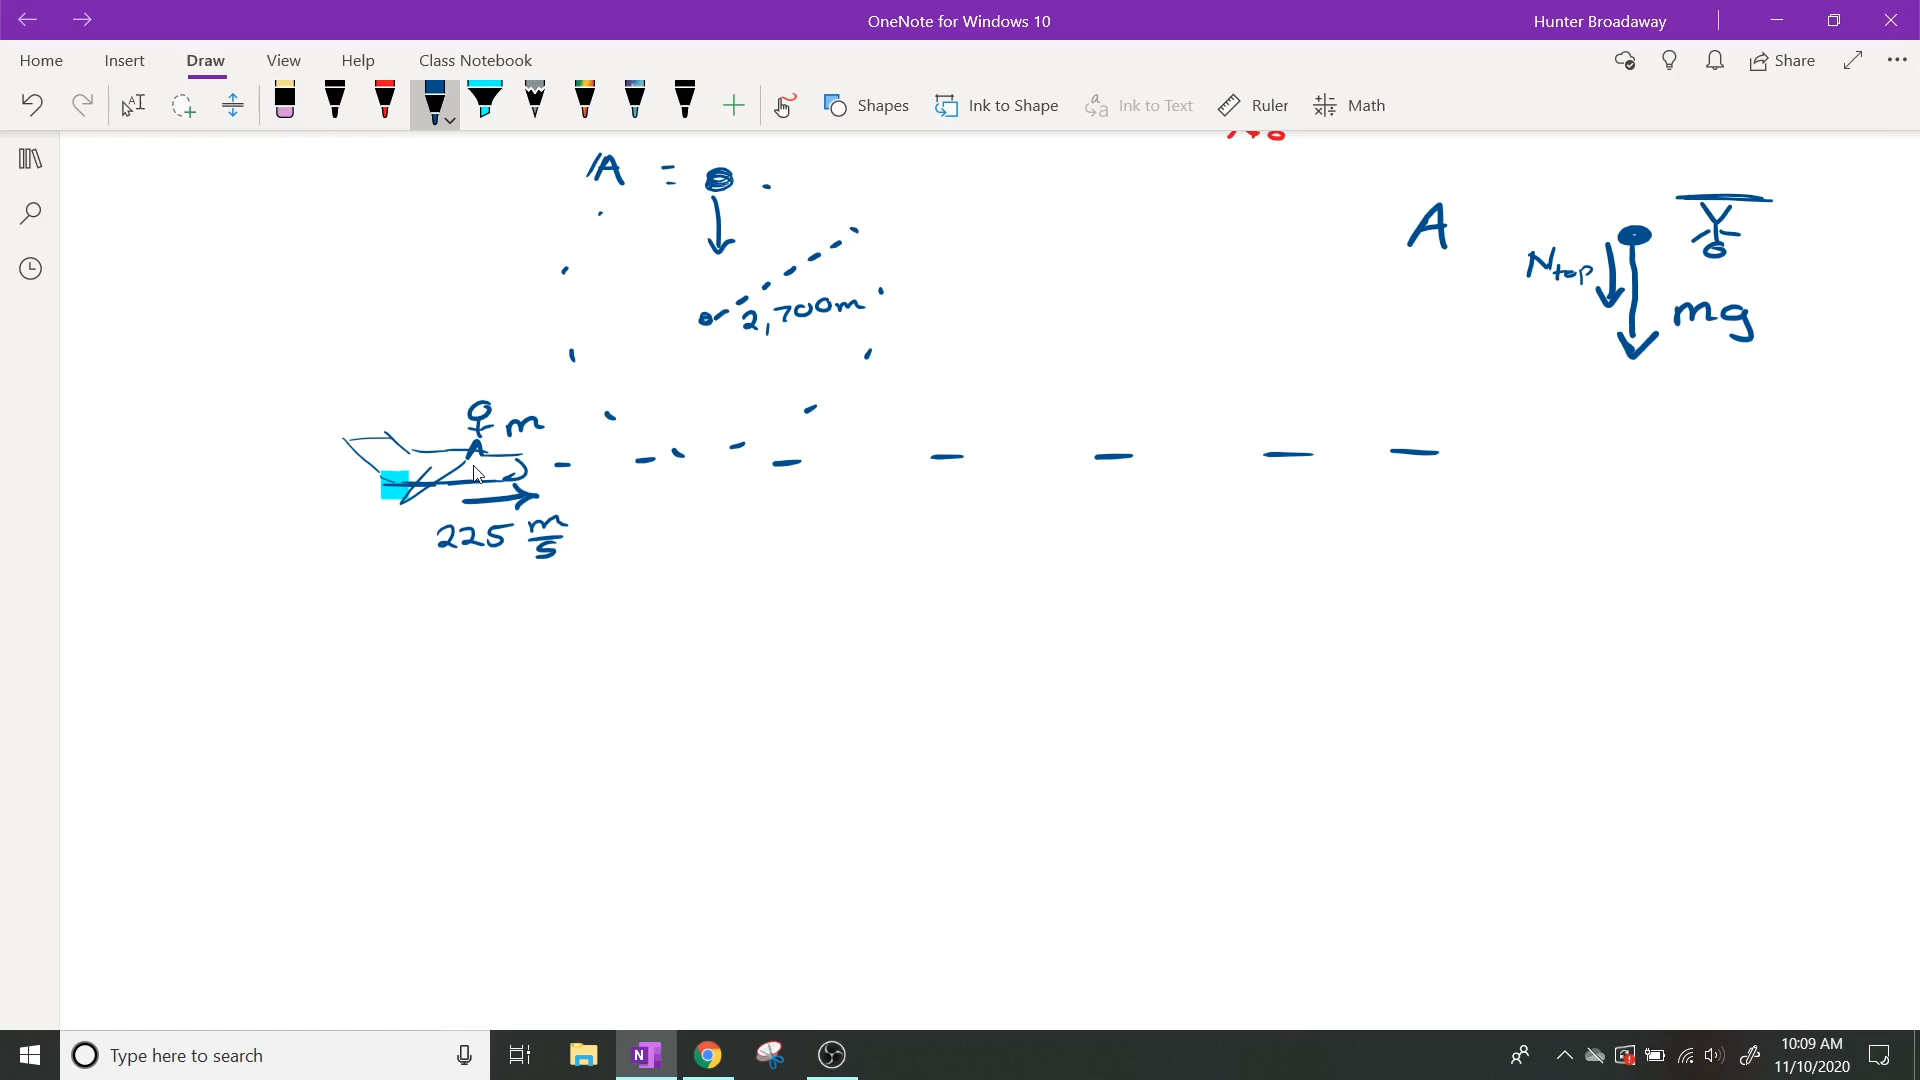 OneNote for Windows 10
Hunter Broadaway
Home Insert Draw View Help Class Notebook
Share
Shapes Ink to Shape Ink to Text Ruler Math
A = 
A
N top
mg
2,700m
m
225 m/s
Type here to search
10:09 AM
11/10/2020